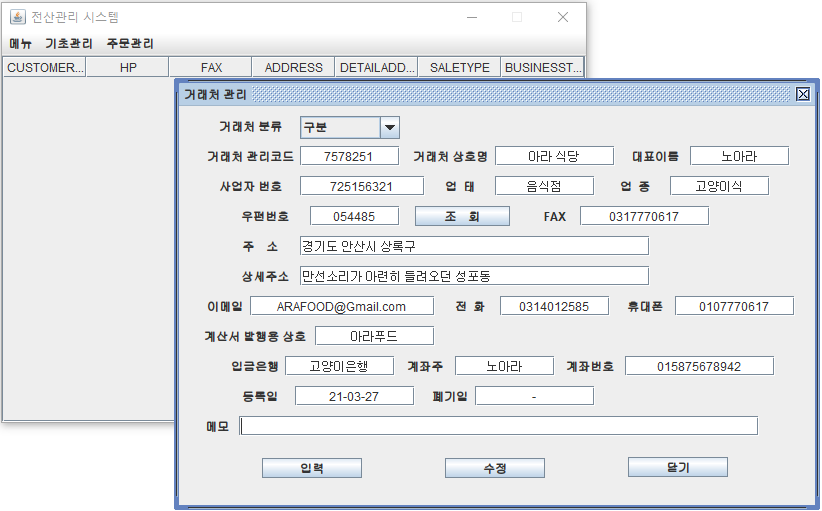 전산관리 시스템
메뉴 기초관리 주문관리
CUSTOMER... HP FAX ADDRESS DETAILADD... SALETYPE BUSINESST...
거래처 관리
거래처 분류 구분
거래처 관리코드 7578251 거래처 상호명 아라 식당 대표이름 노아라
사업자 번호 725156321 업 태 음식점 업 종 고양이식
우편번호 054485 조 회 FAX 0317770617
주 소 경기도 안산시 상록구
상세주소 만선소리가 아련히 들려오던 성포동
이메일 ARAFOOD@Gmail.com 전 화 0314012585 휴대폰 0107770617
계산서 발행용 상호 아라푸드
입금은행 고양이은행 계좌주 노아라 계좌번호 015875678942
등록일 21-03-27 폐기일 -
메모
입력 수정 닫기